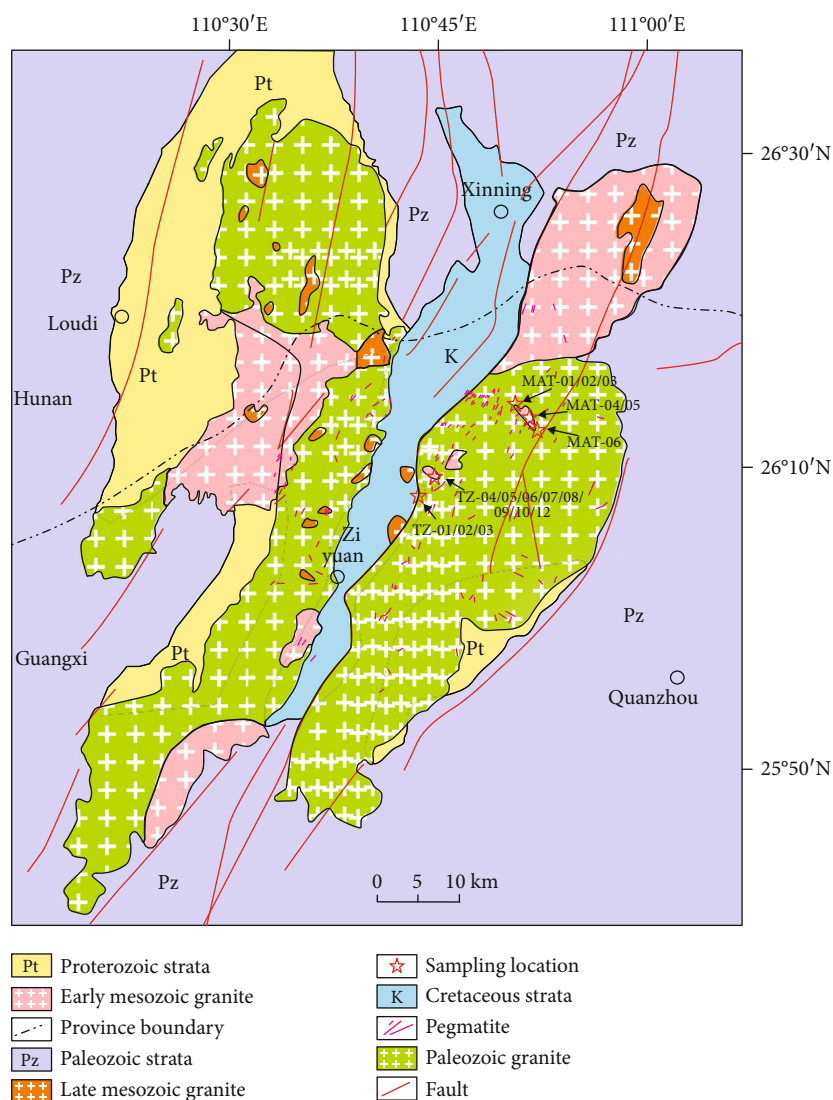 110°30′E 110°45′E 111°00′E
Pt
Pz
26°30′N
Xinning
Pz
Pz
Loudi
K
Pt
MAT-01/02/03
Hunan
MAT-04/05
MAT-06
26°10′N
TZ-04/05/06/07/08/
09/10/12
TZ-01/02/03
Zi
yuan
Pz
Guangxi
Pt
Pt
Quanzhou
25°50′N
Pz
0 5 10 km
Pt Proterozoic strata
Early mesozoic granite
Province boundary
Pz Paleozoic strata
Late mesozoic granite
Sampling location
K Cretaceous strata
Pegmatite
Paleozoic granite
Fault